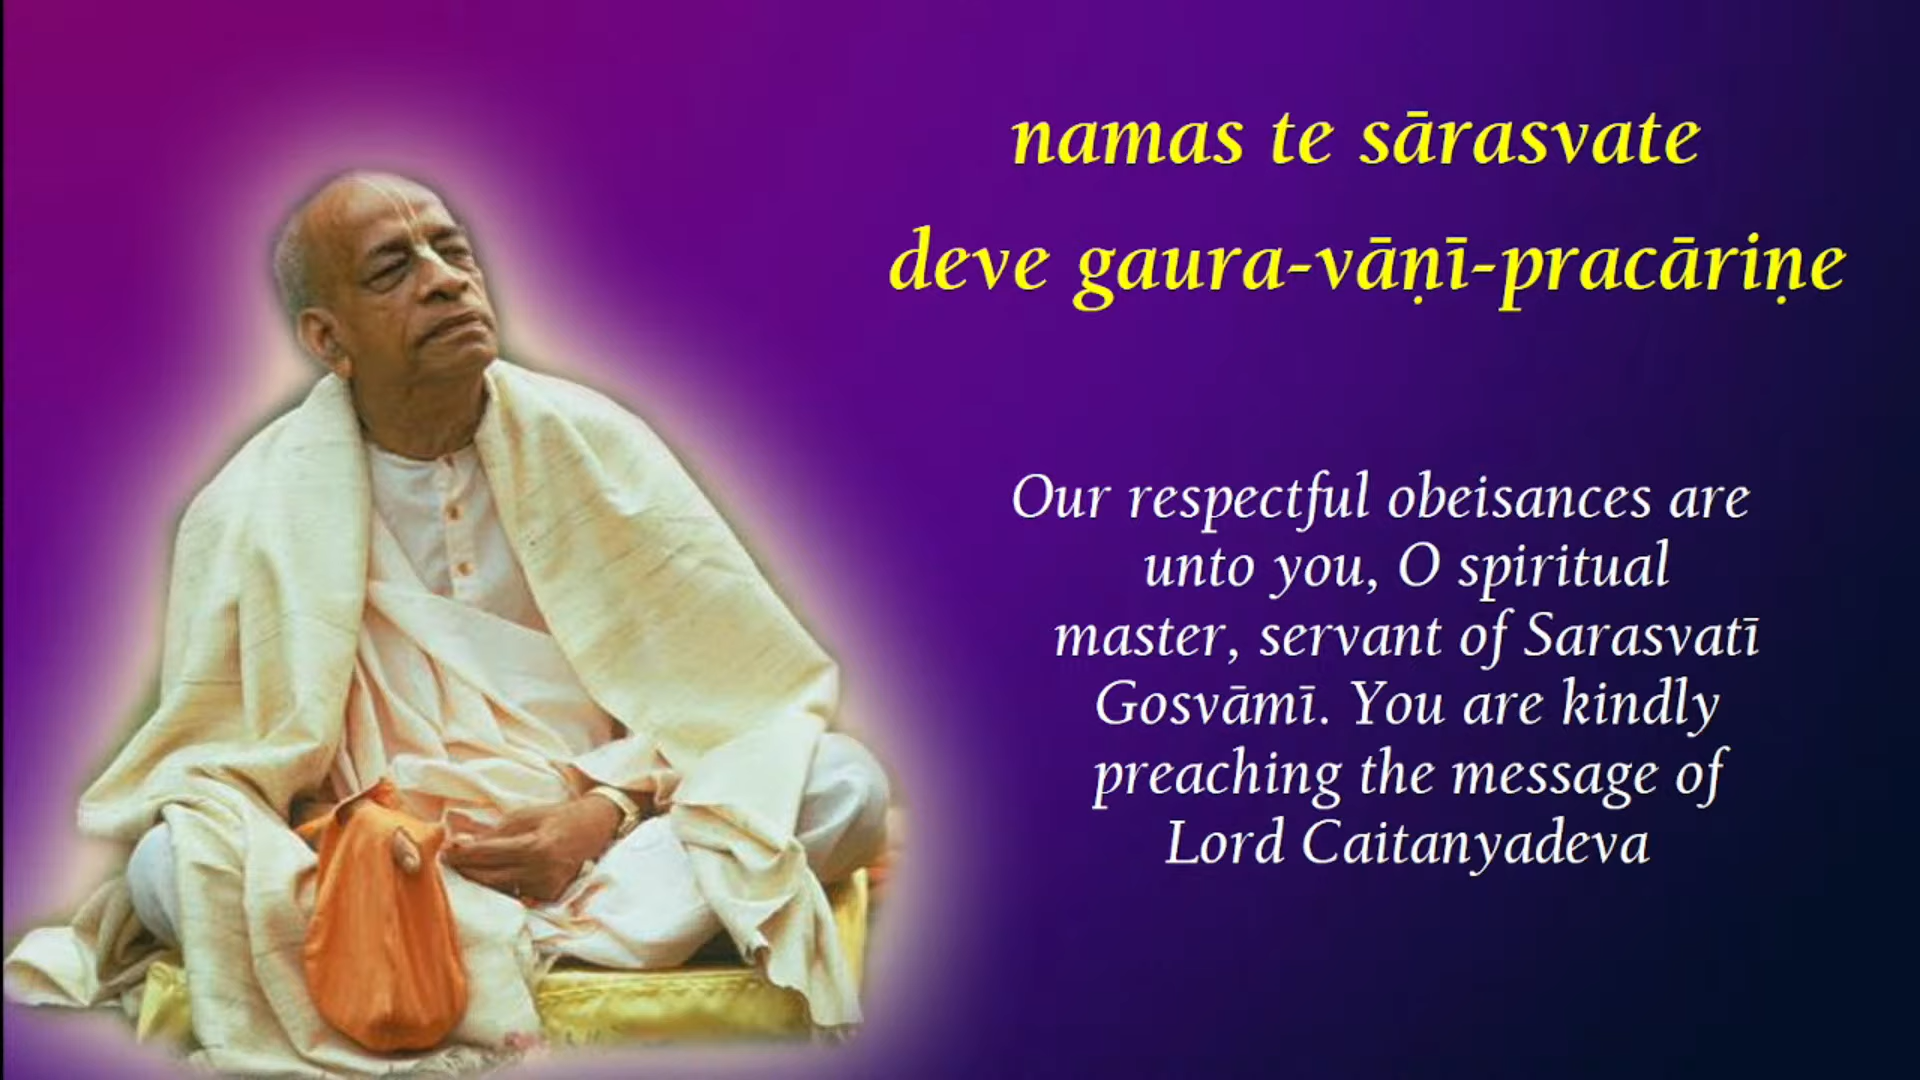 namas te sārasvate
deve gaura-vāṇī-pracāriṇe
Our respectful obeisances are
unto you, O spiritual
master, servant of Sarasvatī
Gosvāmī. You are kindly
preaching the message of
Lord Caitanyadeva